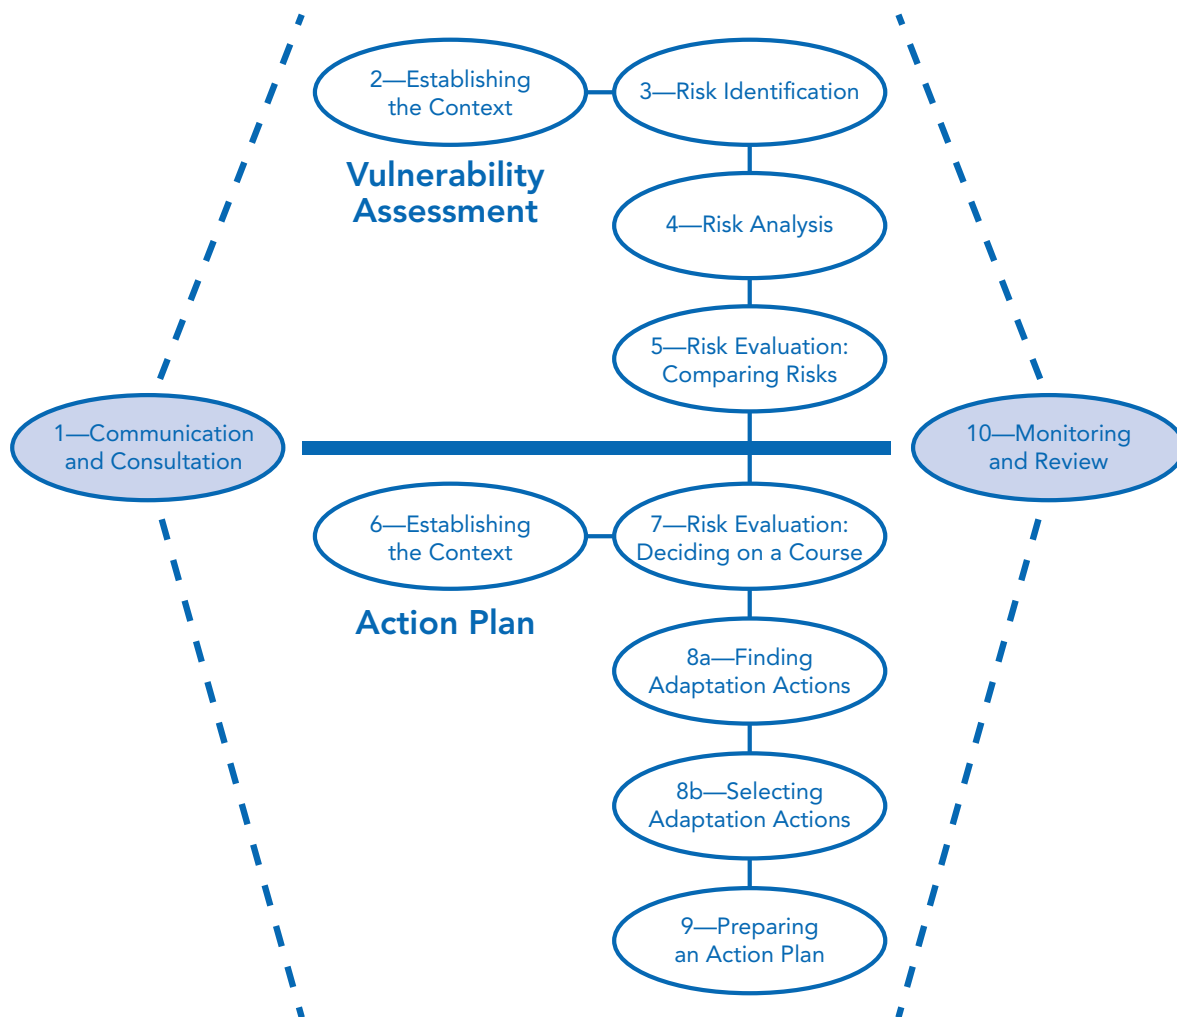 2—Establishing
the Context
3—Risk Identification
Vulnerability
Assessment
4—Risk Analysis
5—Risk Evaluation:
Comparing Risks
1—Communication
and Consultation
10—Monitoring
and Review
6—Establishing
the Context
7—Risk Evaluation:
Deciding on a Course
Action Plan
8a—Finding
Adaptation Actions
8b—Selecting
Adaptation Actions
9—Preparing
an Action Plan